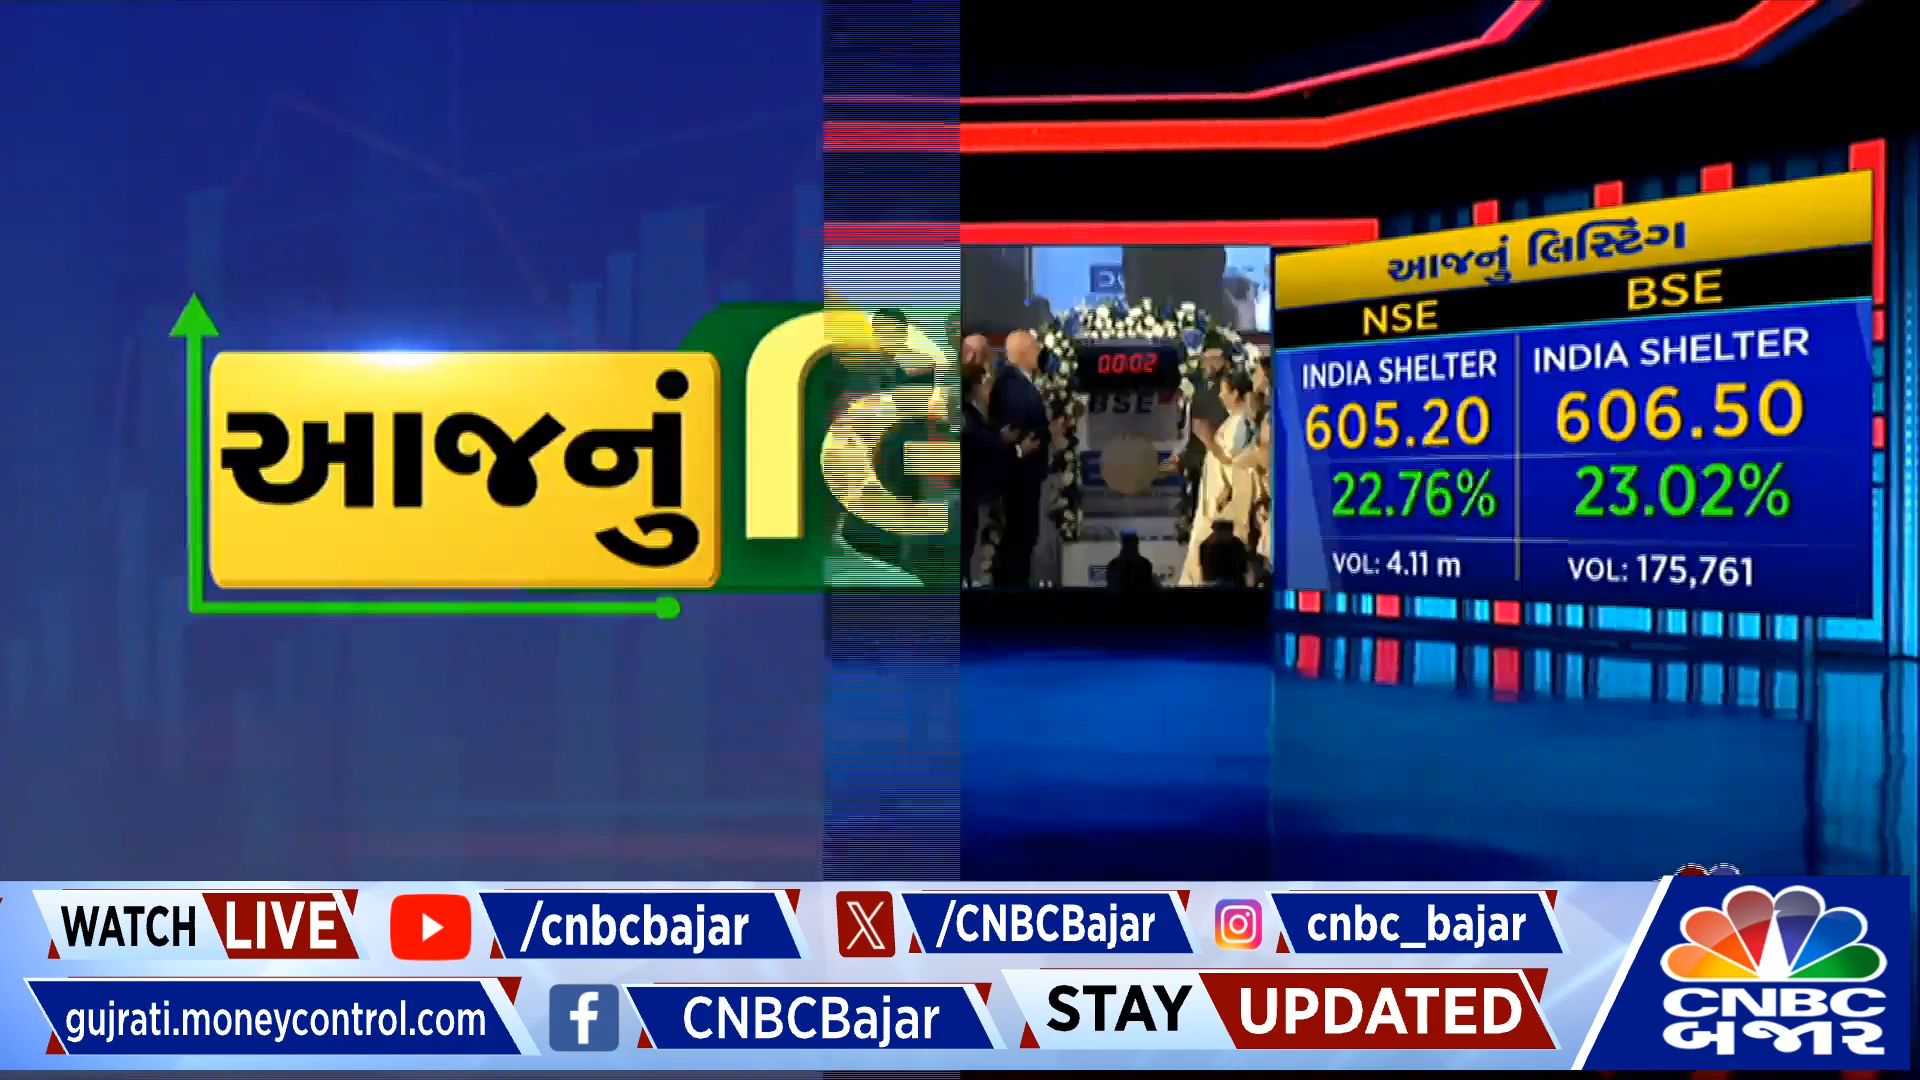 આજનું
00:02
BSE
આજનું લિસ્ટિંગ
NSE
BSE
INDIA SHELTER
605.20
22.76%
VOL: 4.11 m
INDIA SHELTER
606.50
23.02%
VOL: 175,761
WATCH LIVE
/cnbcbajar
/CNBCBajar
cnbc_bajar
gujrati.moneycontrol.com
CNBCBajar
STAY UPDATED
CNBC
બજાર